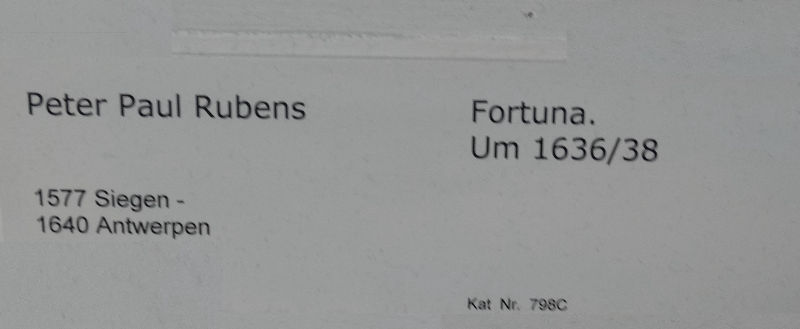 Peter Paul Rubens
1577 Siegen -
1640 Antwerpen
Fortuna.
Um 1636/38
Kat Nr. 798C